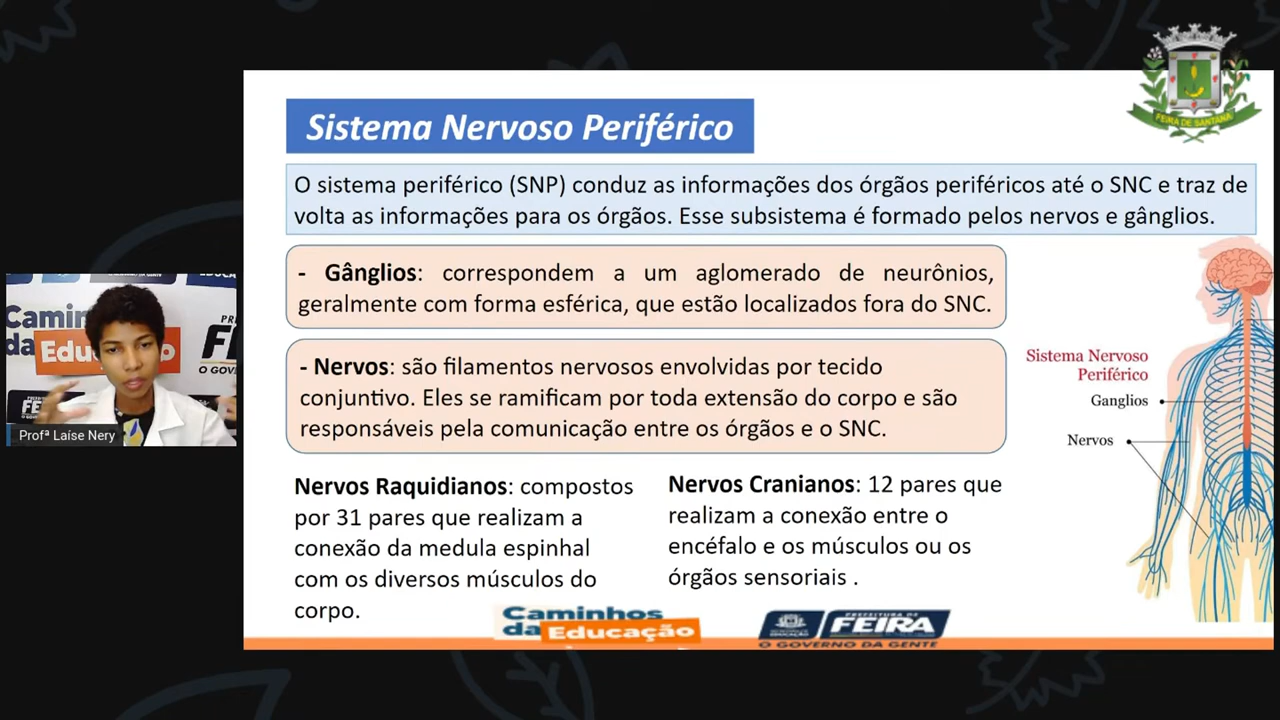 FEIRA DE SANTANA
Sistema Nervoso Periférico
O sistema periférico (SNP) conduz as informações dos órgãos periféricos até o SNC e traz de
volta as informações para os órgãos. Esse subsistema é formado pelos nervos e gânglios.
- Gânglios: correspondem a um aglomerado de neurônios,
geralmente com forma esférica, que estão localizados fora do SNC.
- Nervos: são filamentos nervosos envolvidas por tecido
conjuntivo. Eles se ramificam por toda extensão do corpo e são
responsáveis pela comunicação entre os órgãos e o SNC.
Sistema Nervoso
Periférico
Ganglios
Nervos
Nervos Raquidianos: compostos
por 31 pares que realizam a
conexão da medula espinhal
com os diversos músculos do
corpo.
Nervos Cranianos: 12 pares que
realizam a conexão entre o
encéfalo e os músculos ou os
órgãos sensoriais .
Caminhos
da Educação
PREFEITURA DE
FEIRA
O GOVERNO DA GENTE
Profª Laíse Nery